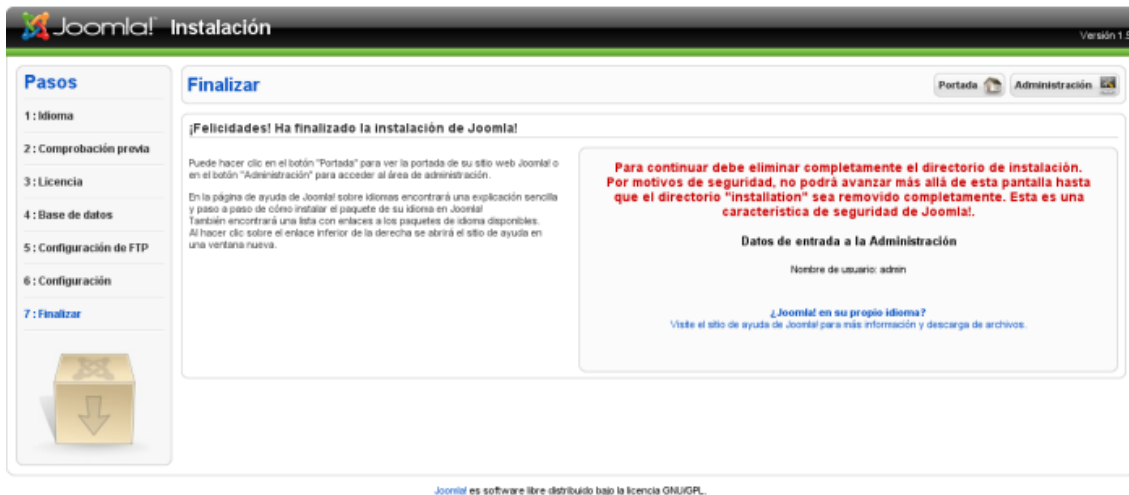 Joomla! Instalación
Versión 1.5
Pasos
1 : Idioma
2 : Comprobación previa
3 : Licencia
4 : Base de datos
5 : Configuración de FTP
6 : Configuración
7 : Finalizar
Finalizar
Portada
Administración
¡Felicidades! Ha finalizado la instalación de Joomla!
Puede hacer clic en el botón "Portada" para ver la portada de su sitio web Joomla! o
en el botón "Administración" para acceder al área de administración.
En la página de ayuda de Joomla! sobre idiomas encontrará una explicación sencilla
y paso a paso de cómo instalar el paquete de su idioma en Joomla!
También encontrará una lista con enlaces a los paquetes de idioma disponibles.
Al hacer clic sobre el enlace inferior de la derecha se abrirá el sitio de ayuda en
una ventana nueva.
Para continuar debe eliminar completamente el directorio de instalación.
Por motivos de seguridad, no podrá avanzar más allá de esta pantalla hasta
que el directorio "installation" sea removido completamente. Esta es una
característica de seguridad de Joomla!.
Datos de entrada a la Administración
Nombre de usuario: admin
¿Joomla! en su propio idioma?
Visite el sitio de ayuda de Joomla! para más información y descarga de archivos.
Joomla! es software libre distribuido bajo la licencia GNU/GPL.